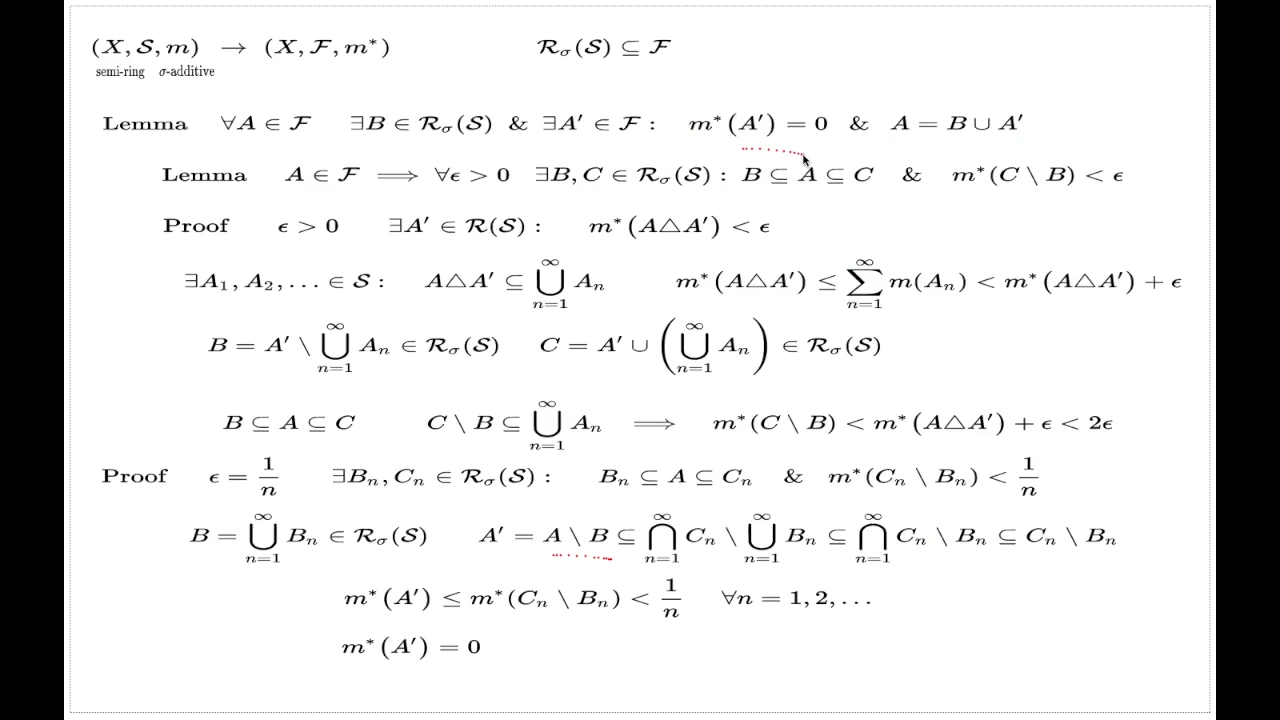 (X, 𝒮, m) → (X, ℱ, m*) ℛ_σ(𝒮) ⊆ ℱ
semi-ring σ-additive
Lemma ∀A ∈ ℱ ∃B ∈ ℛ_σ(𝒮) & ∃A′ ∈ ℱ : m*(A′) = 0 & A = B ∪ A′
Lemma A ∈ ℱ ⟹ ∀ϵ > 0 ∃B, C ∈ ℛ_σ(𝒮) : B ⊆ A ⊆ C & m*(C \ B) < ϵ
Proof ϵ > 0 ∃A′ ∈ ℛ(𝒮) : m*(A△A′) < ϵ
∃A₁, A₂, … ∈ 𝒮 : A△A′ ⊆ ⋃_{n=1}^{∞} A_n m*(A△A′) ≤ ∑_{n=1}^{∞} m(A_n) < m*(A△A′) + ϵ
B = A′ \ ⋃_{n=1}^{∞} A_n ∈ ℛ_σ(𝒮) C = A′ ∪ (⋃_{n=1}^{∞} A_n) ∈ ℛ_σ(𝒮)
B ⊆ A ⊆ C C \ B ⊆ ⋃_{n=1}^{∞} A_n ⟹ m*(C \ B) < m*(A△A′) + ϵ < 2ϵ
Proof ϵ = 1/n ∃B_n, C_n ∈ ℛ_σ(𝒮) : B_n ⊆ A ⊆ C_n & m*(C_n \ B_n) < 1/n
B = ⋃_{n=1}^{∞} B_n ∈ ℛ_σ(𝒮) A′ = A \ B ⊆ ⋂_{n=1}^{∞} C_n \ ⋃_{n=1}^{∞} B_n ⊆ ⋂_{n=1}^{∞} C_n \ B_n ⊆ C_n \ B_n
m*(A′) ≤ m*(C_n \ B_n) < 1/n ∀n = 1, 2, …
m*(A′) = 0